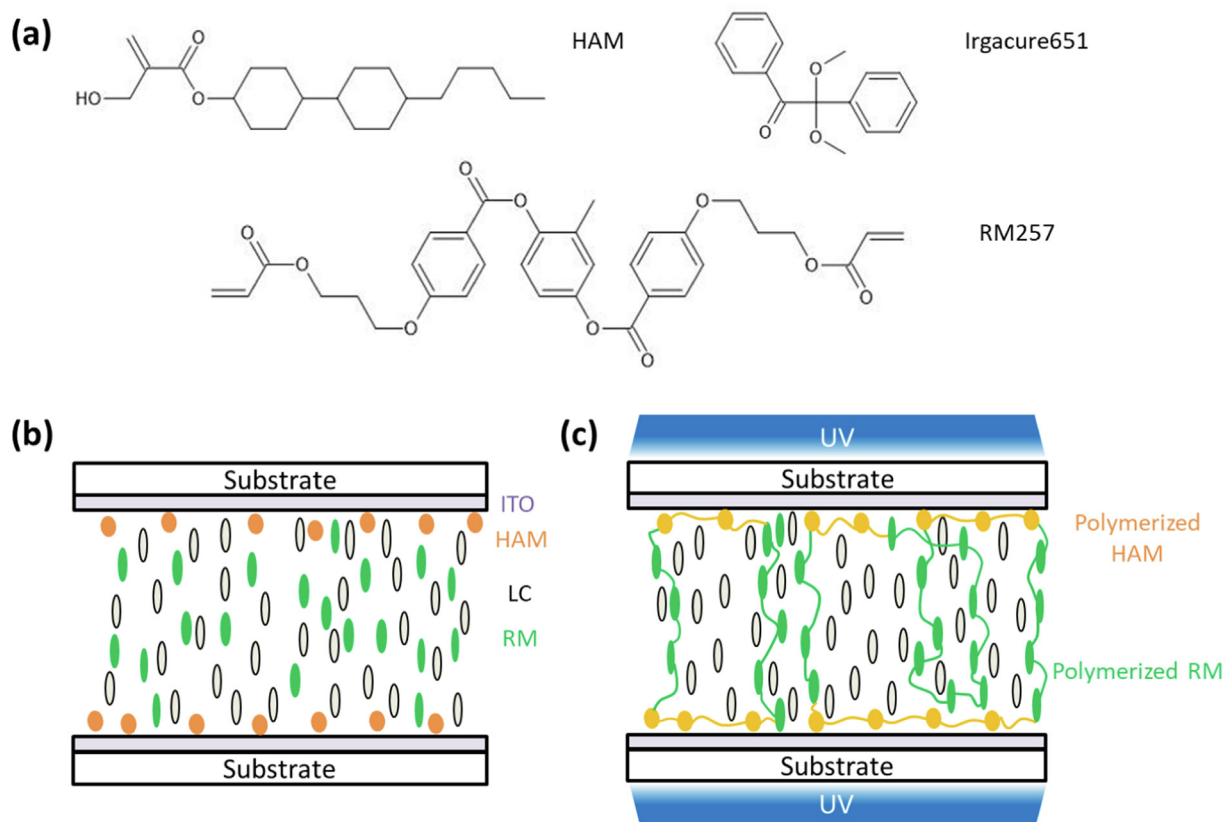 (a)
HAM
Irgacure651
O
HO
O
O
O
O
O
O
O
O
O
RM257
O
O
O
O
O
O
(b)
(c)
UV
Substrate
Substrate
ITO
HAM
LC
RM
Polymerized
HAM
Polymerized RM
Substrate
Substrate
UV